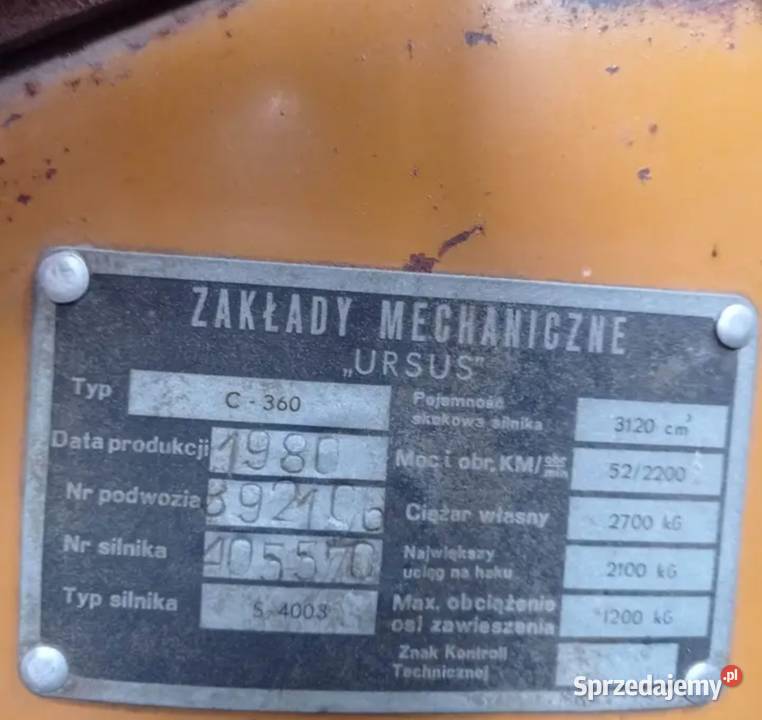 ZAKŁADY MECHANICZNE
„URSUS"
Typ C-360
Data produkcji 1980
Nr podwozia
Nr silnika 405570
Typ silnika S-4003
Pojemność
skokowa silnika 3120 cm³
Moc i obr. KM/obr/min 52/2200
Ciężar własny 2700 kG
Największy
uciąg na haku 2100 kG
Max. obciążenie
osi zawieszenia 1200 kG
Znak Kontroli
Technicznej
Sprzedajemy.pl